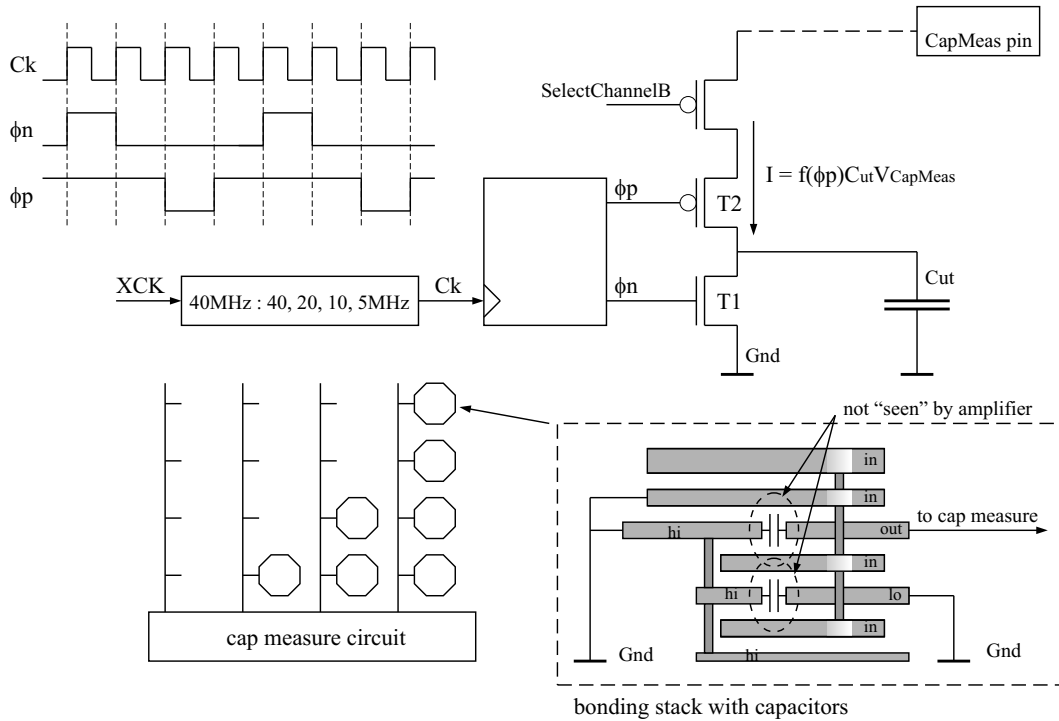 CapMeas pin
Ck
SelectChannelB
ϕn
I = f(ϕp)CutVCapMeas
ϕp
ϕp
T2
XCK
Ck
ϕn
T1
Cut
40MHz : 40, 20, 10, 5MHz
Gnd
not “seen” by amplifier
in
in
to cap measure
hi
out
in
hi
lo
in
cap measure circuit
Gnd
hi
Gnd
bonding stack with capacitors